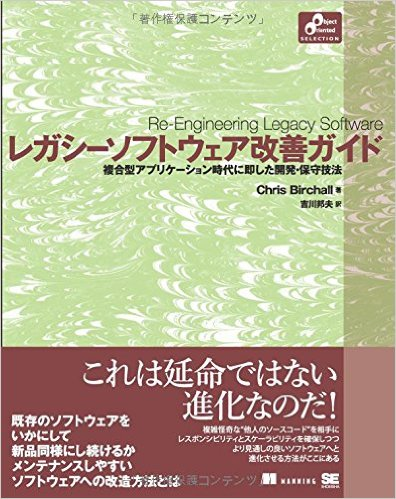 「著作権保護コンテンツ」
Object
Oriented
SELECTION
Re-Engineering Legacy Software
レガシーソフトウェア改善ガイド
複合型アプリケーション時代に即した開発・保守技法
Chris Birchall 著
吉川邦夫 訳
これは延命ではない
進化なのだ!
複雑怪奇な“他人のソースコード”を相手に
レスポンシビリティとスケーラビリティを確保しつつ
より見通しの良いソフトウェアへと
進化させる方法がここにある
既存のソフトウェアを
いかにして
新品同様にし続けるか
メンテナンスしやすい
ソフトウェアへの改造方法とは
MANNING
SE
SHOEISHA
「著作権保護コンテンツ」